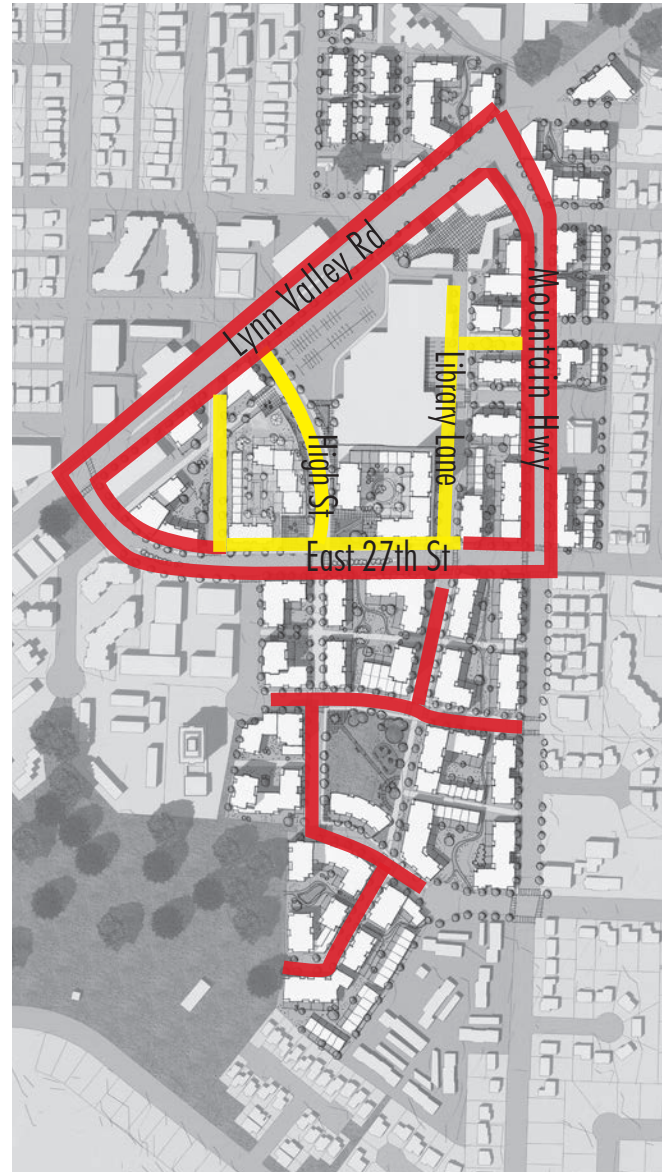 Lynn Valley Rd
Mountain Hwy
Library Lane
High St
East 27th St